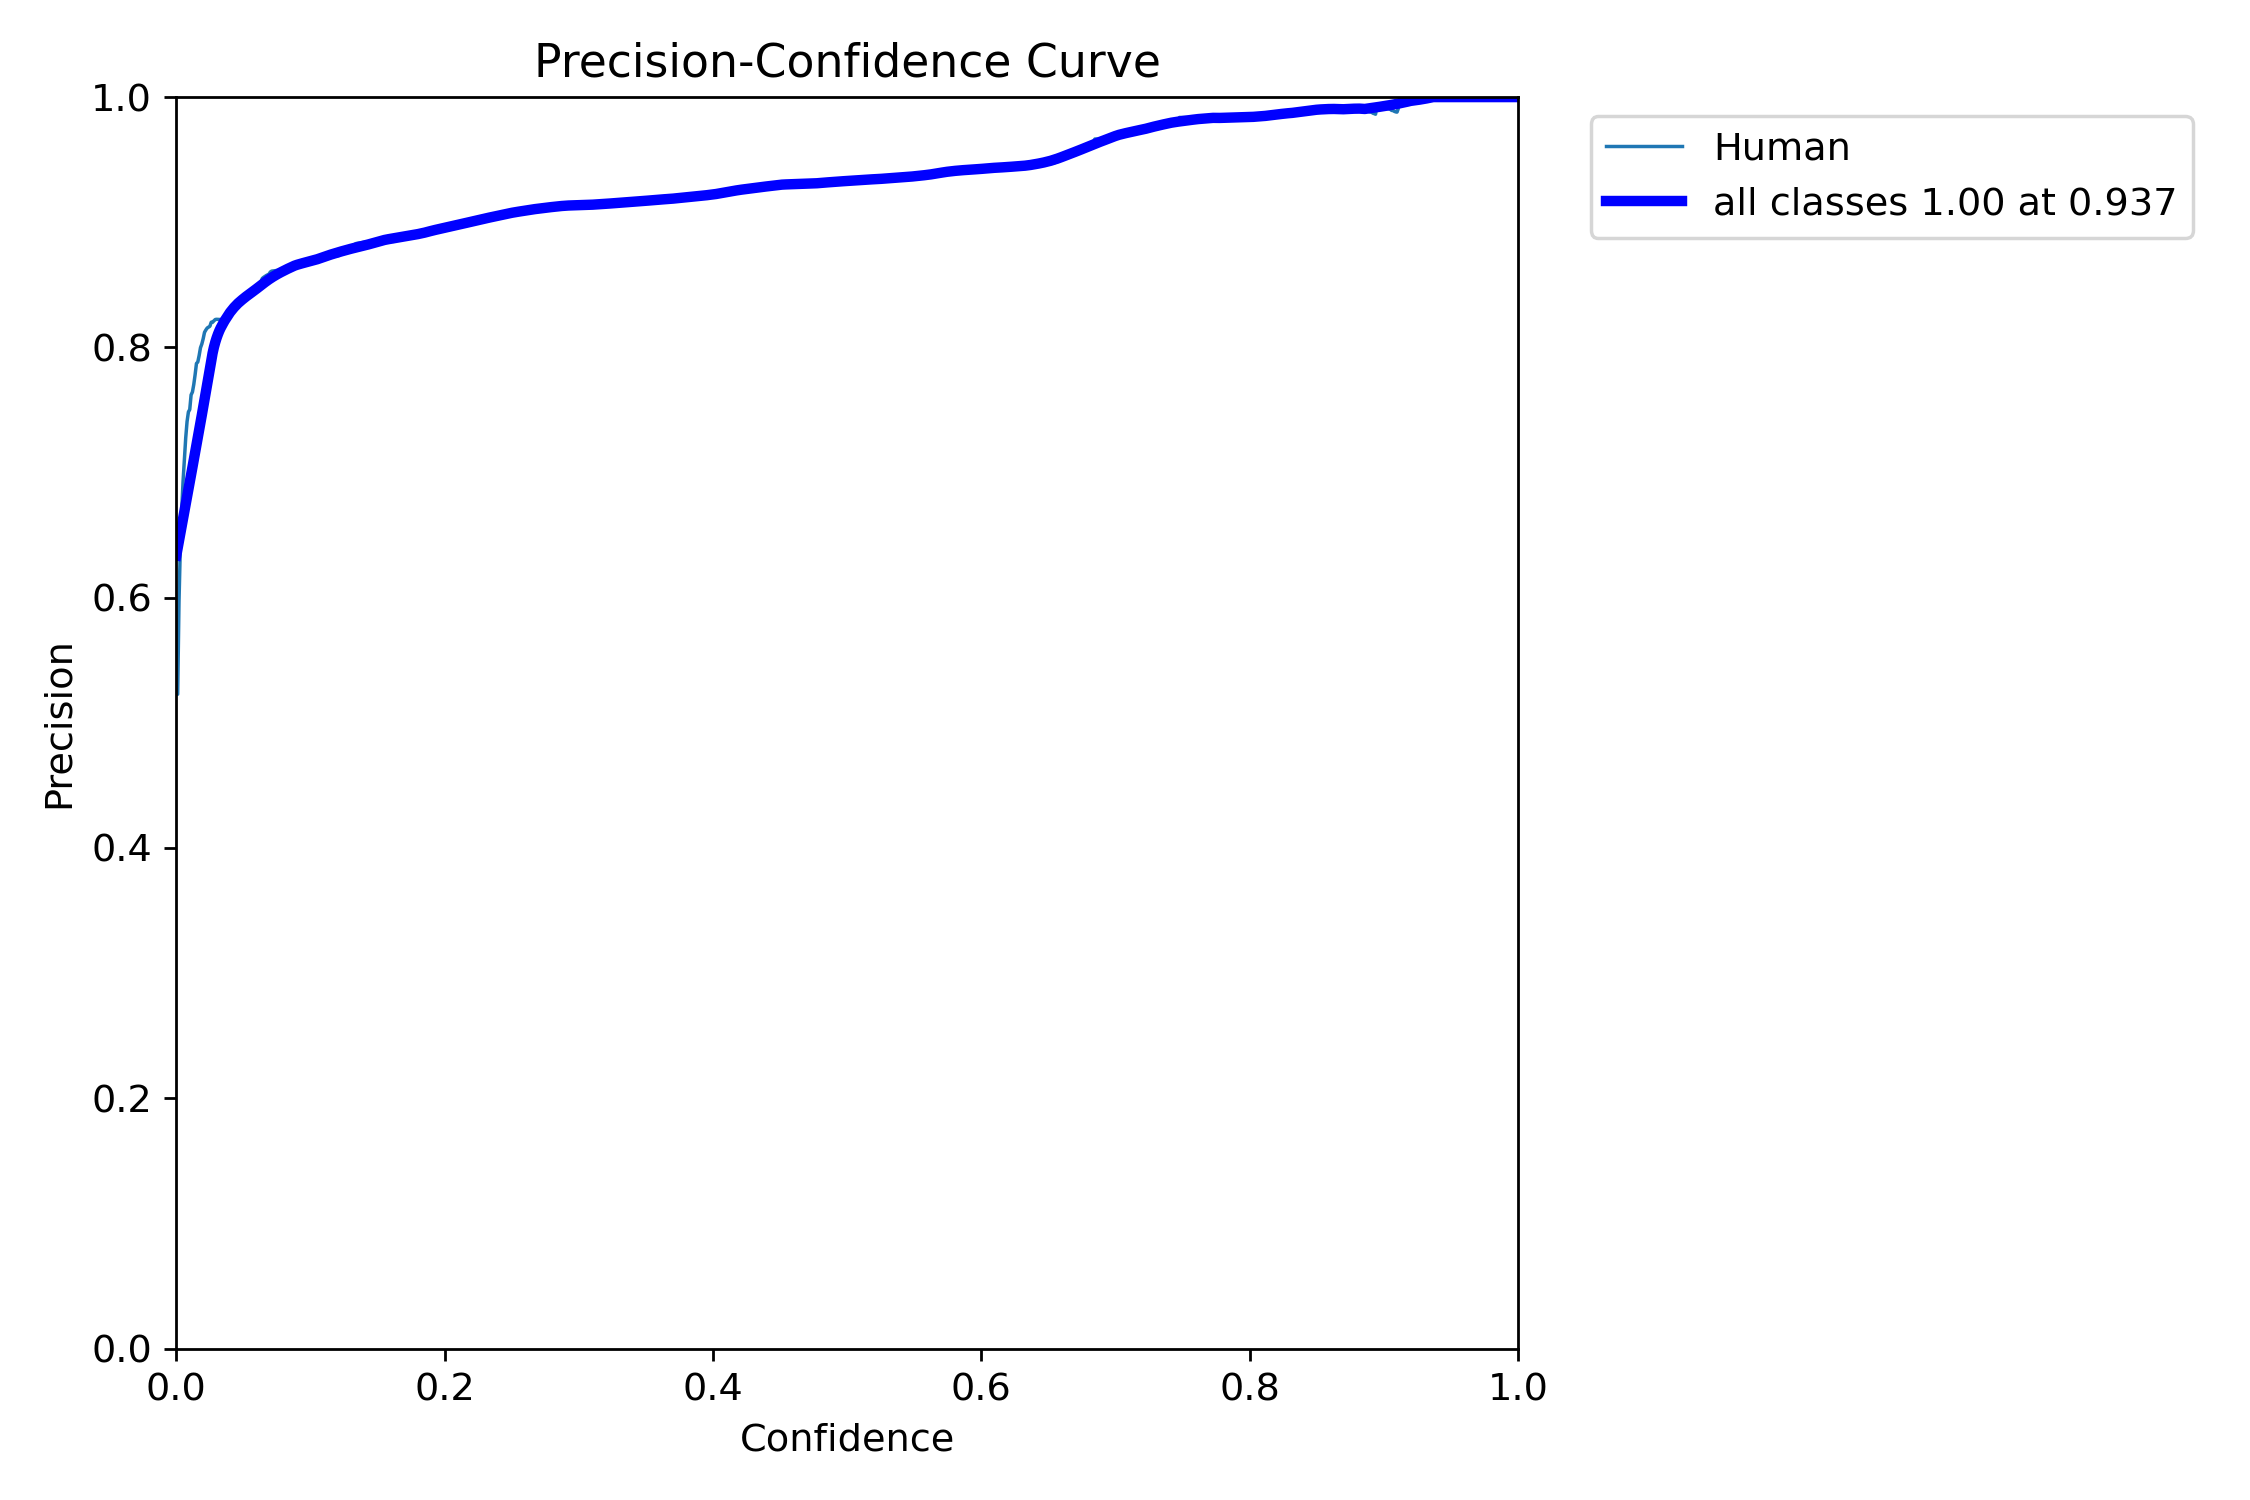 Precision-Confidence Curve
1.0
0.8
0.6
0.4
0.2
0.0
Precision
0.0 0.2 0.4 0.6 0.8 1.0
Confidence
Human
all classes 1.00 at 0.937